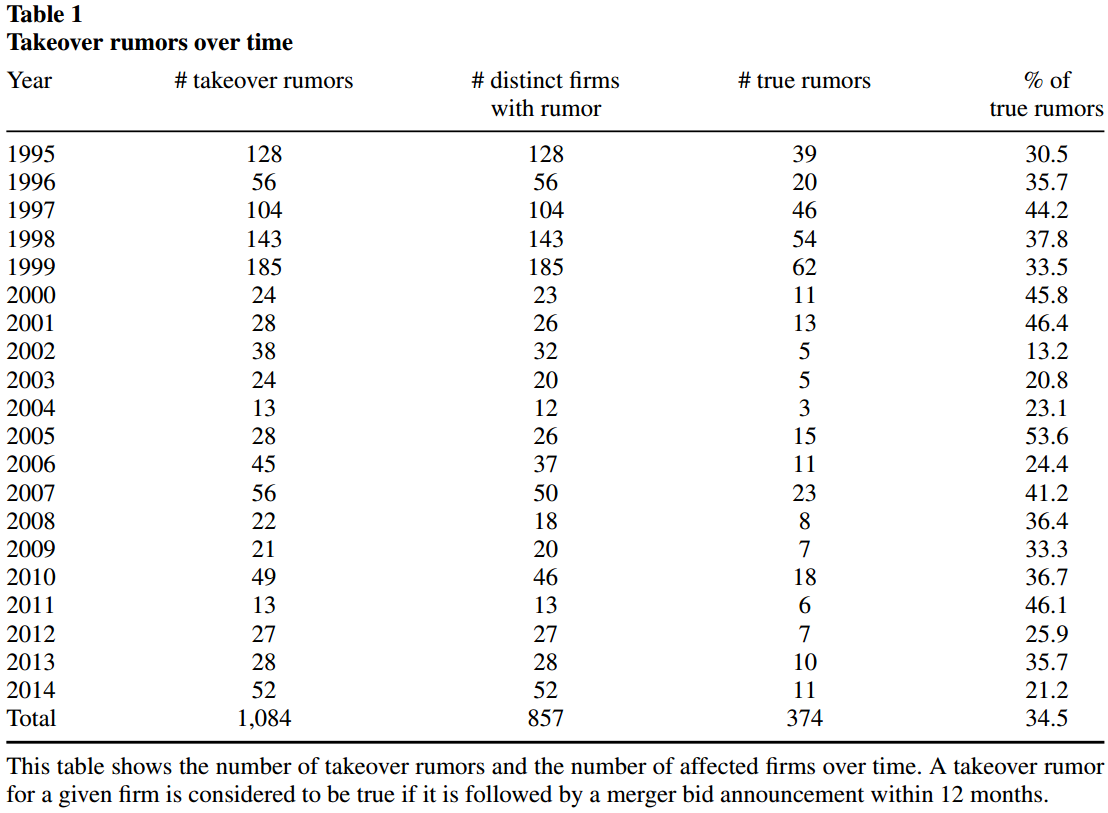 Table 1
Takeover rumors over time
Year # takeover rumors # distinct firms with rumor # true rumors % of true rumors
1995 128 128 39 30.5
1996 56 56 20 35.7
1997 104 104 46 44.2
1998 143 143 54 37.8
1999 185 185 62 33.5
2000 24 23 11 45.8
2001 28 26 13 46.4
2002 38 32 5 13.2
2003 24 20 5 20.8
2004 13 12 3 23.1
2005 28 26 15 53.6
2006 45 37 11 24.4
2007 56 50 23 41.2
2008 22 18 8 36.4
2009 21 20 7 33.3
2010 49 46 18 36.7
2011 13 13 6 46.1
2012 27 27 7 25.9
2013 28 28 10 35.7
2014 52 52 11 21.2
Total 1,084 857 374 34.5
This table shows the number of takeover rumors and the number of affected firms over time. A takeover rumor
for a given firm is considered to be true if it is followed by a merger bid announcement within 12 months.